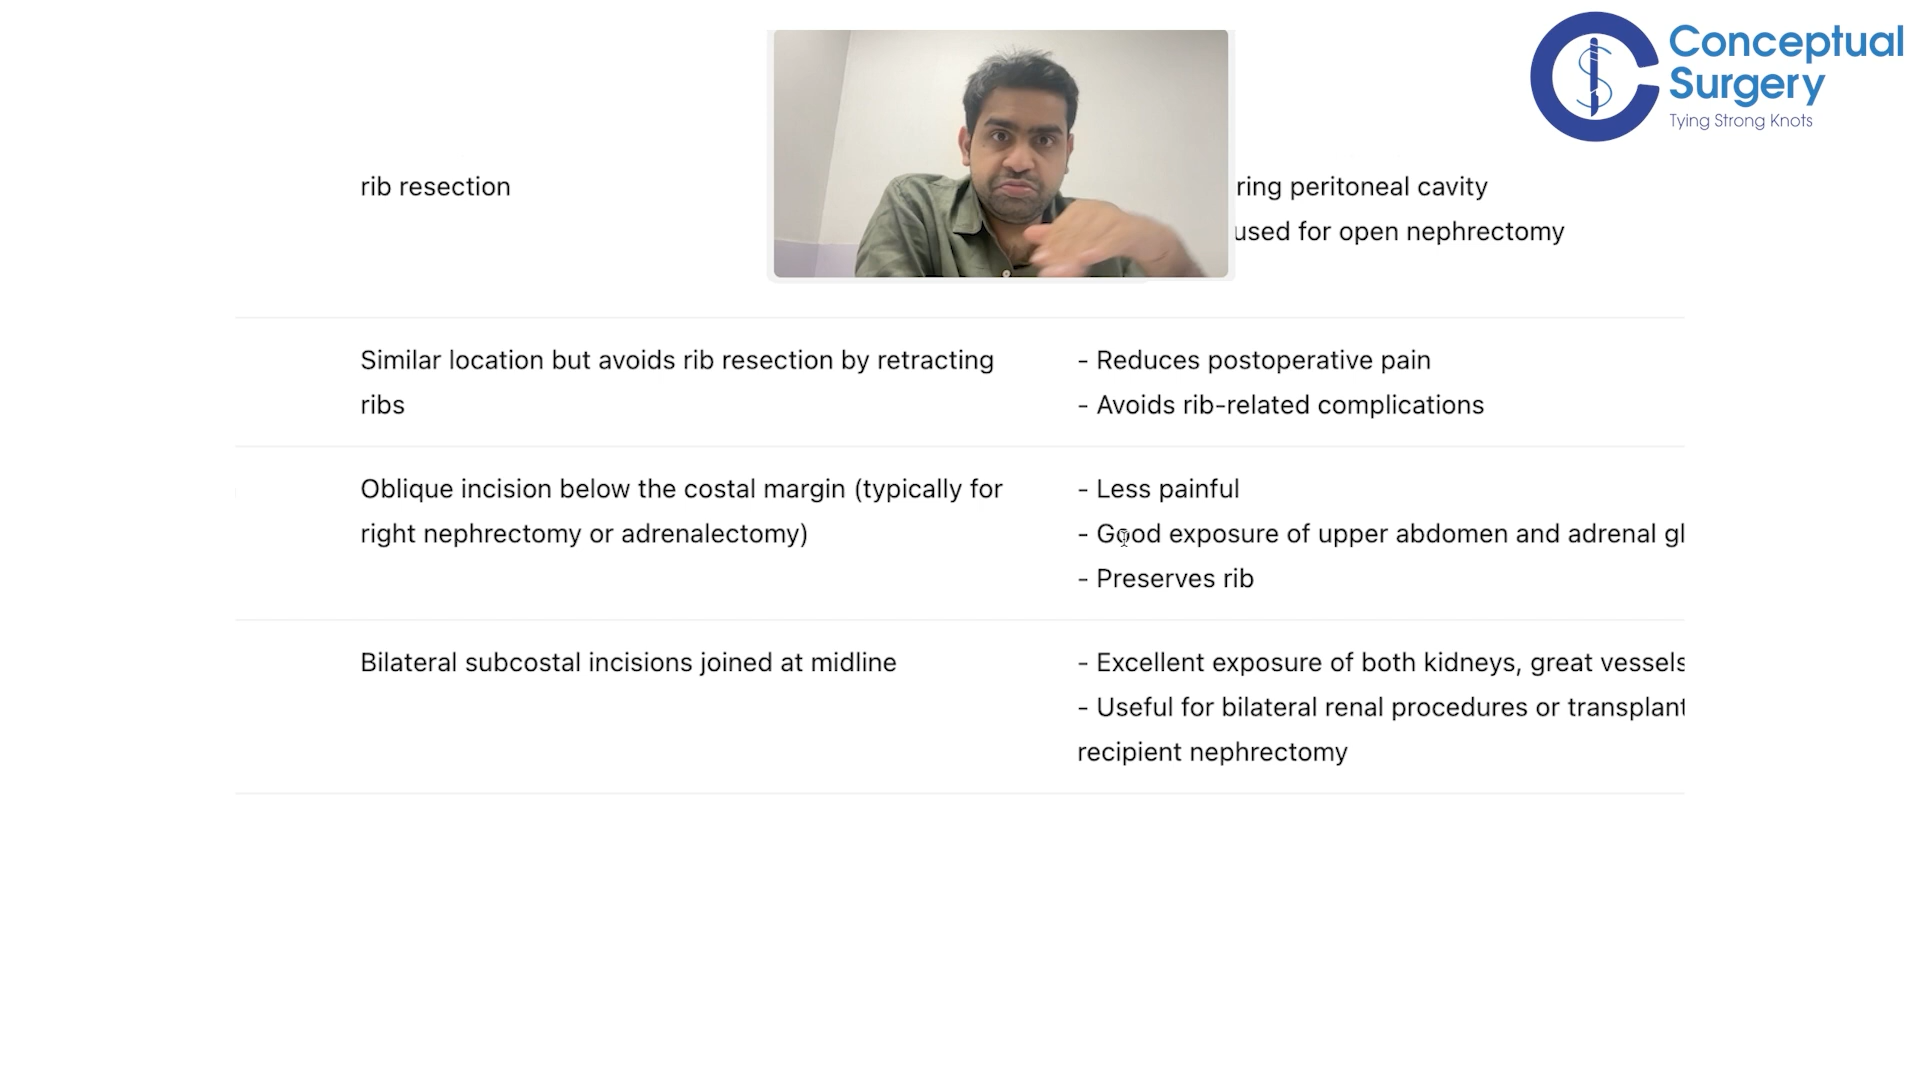 Conceptual
Surgery
Tying Strong Knots
rib resection
ring peritoneal cavity
used for open nephrectomy
Similar location but avoids rib resection by retracting
ribs
- Reduces postoperative pain
- Avoids rib-related complications
Oblique incision below the costal margin (typically for
right nephrectomy or adrenalectomy)
- Less painful
- Good exposure of upper abdomen and adrenal gl
- Preserves rib
Bilateral subcostal incisions joined at midline
- Excellent exposure of both kidneys, great vessels
- Useful for bilateral renal procedures or transplant
recipient nephrectomy